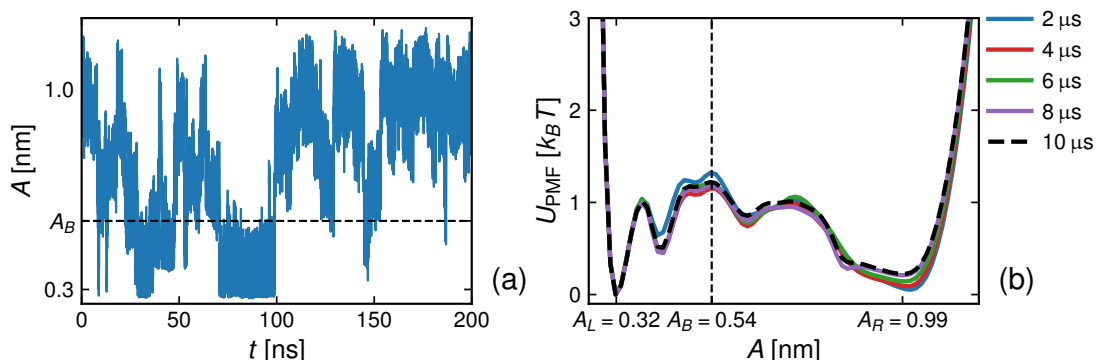 1.0
A_B
0.3
A [nm]
0 50 100 150 200
t [ns]
(a)
3
2
1
0
U_PMF [k_B T]
A_L = 0.32 A_B = 0.54 A_R = 0.99
A [nm]
(b)
2 μs
4 μs
6 μs
8 μs
10 μs